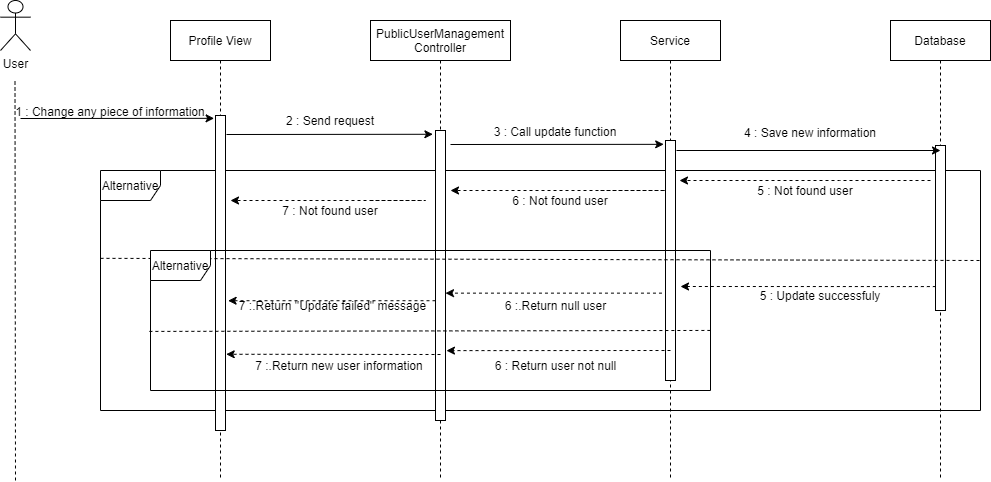 User
Profile View
PublicUserManagement
Controller
Service
Database
1 : Change any piece of information
2 : Send request
3 : Call update function
4 : Save new information
Alternative
5 : Not found user
6 : Not found user
7 : Not found user
Alternative
5 : Update successfuly
6 :.Return null user
7 :.Return "Update failed" message
6 : Return user not null
7 :.Return new user information